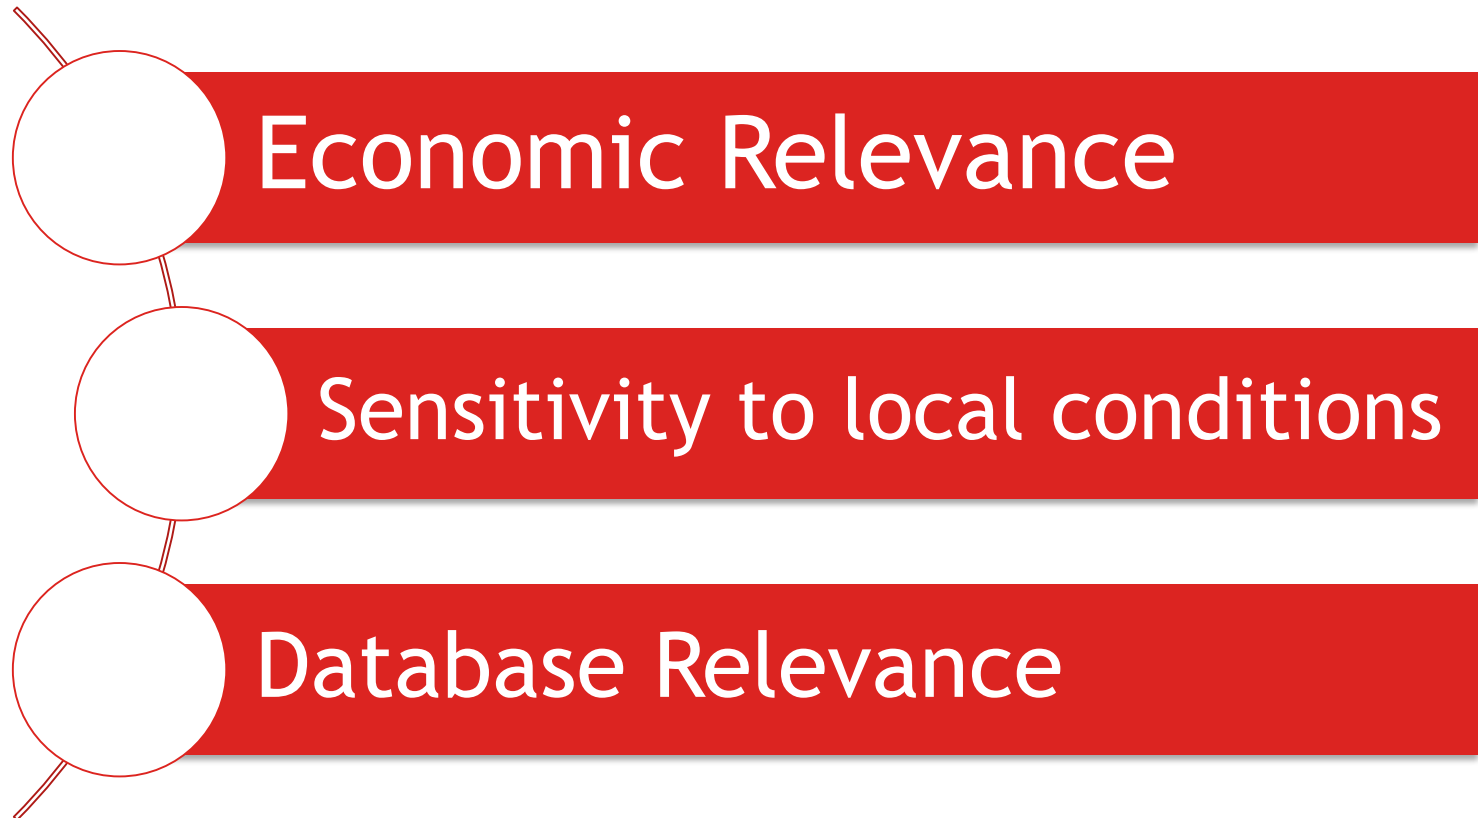 Economic Relevance
Sensitivity to local conditions
Database Relevance